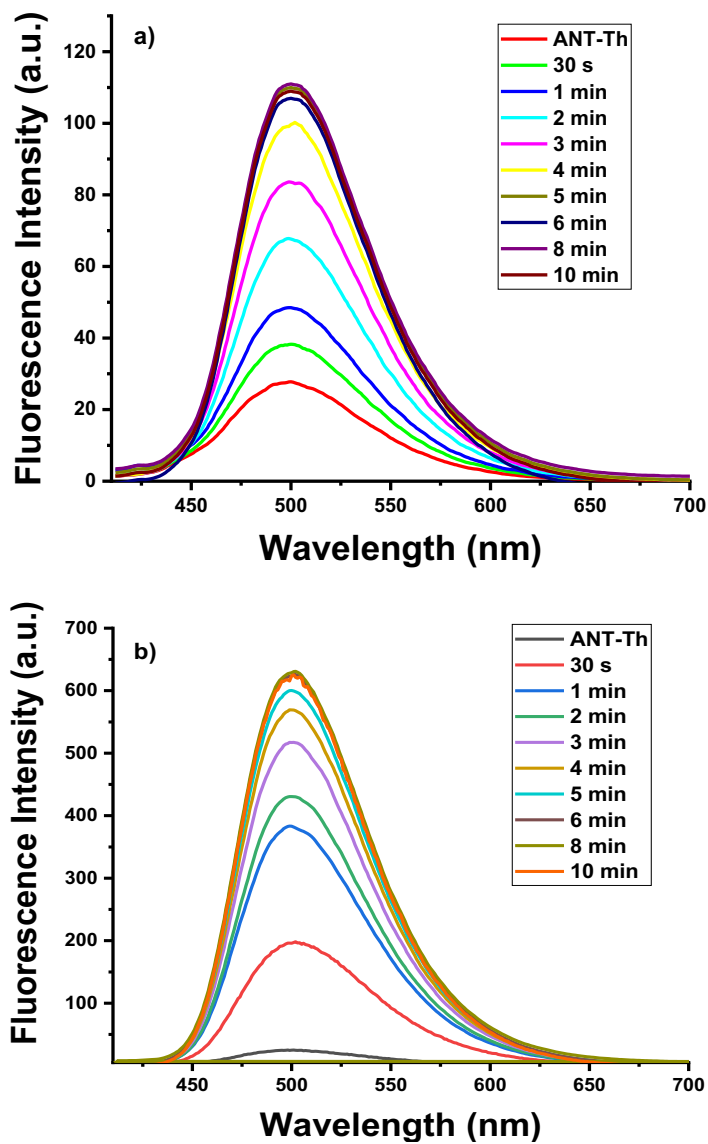 a)
Fluorescence Intensity (a.u.)
120
100
80
60
40
20
0
450
500
550
600
650
700
Wavelength (nm)
ANT-Th
30 s
1 min
2 min
3 min
4 min
5 min
6 min
8 min
10 min
b)
Fluorescence Intensity (a.u.)
700
600
500
400
300
200
100
450
500
550
600
650
700
Wavelength (nm)
ANT-Th
30 s
1 min
2 min
3 min
4 min
5 min
6 min
8 min
10 min